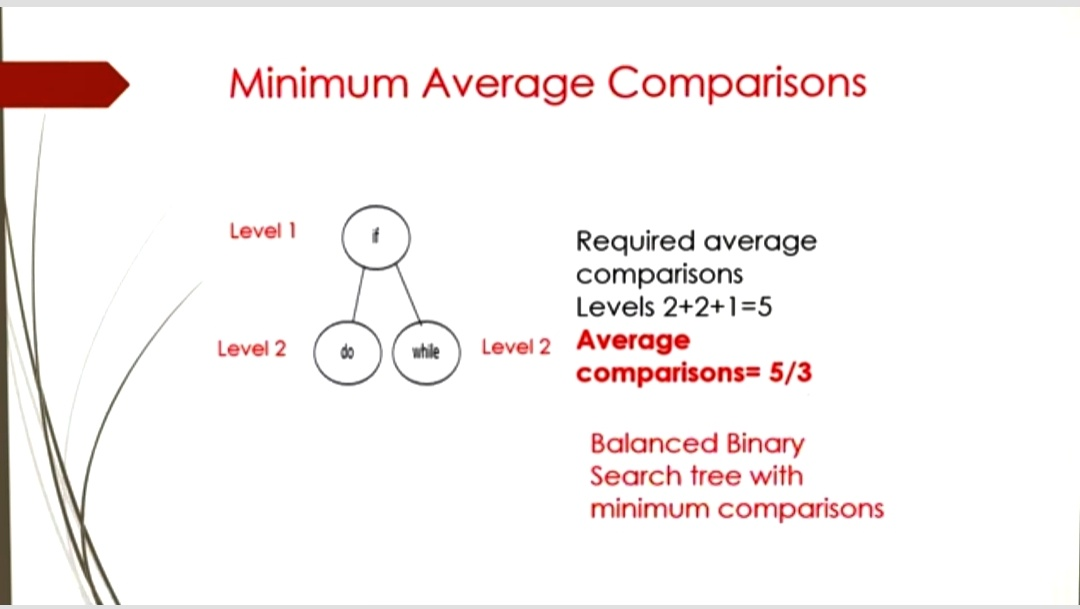 Minimum Average Comparisons
Level 1
if
Level 2
do
while
Level 2
Required average
comparisons
Levels 2+2+1=5
Average
comparisons= 5/3
Balanced Binary
Search tree with
minimum comparisons